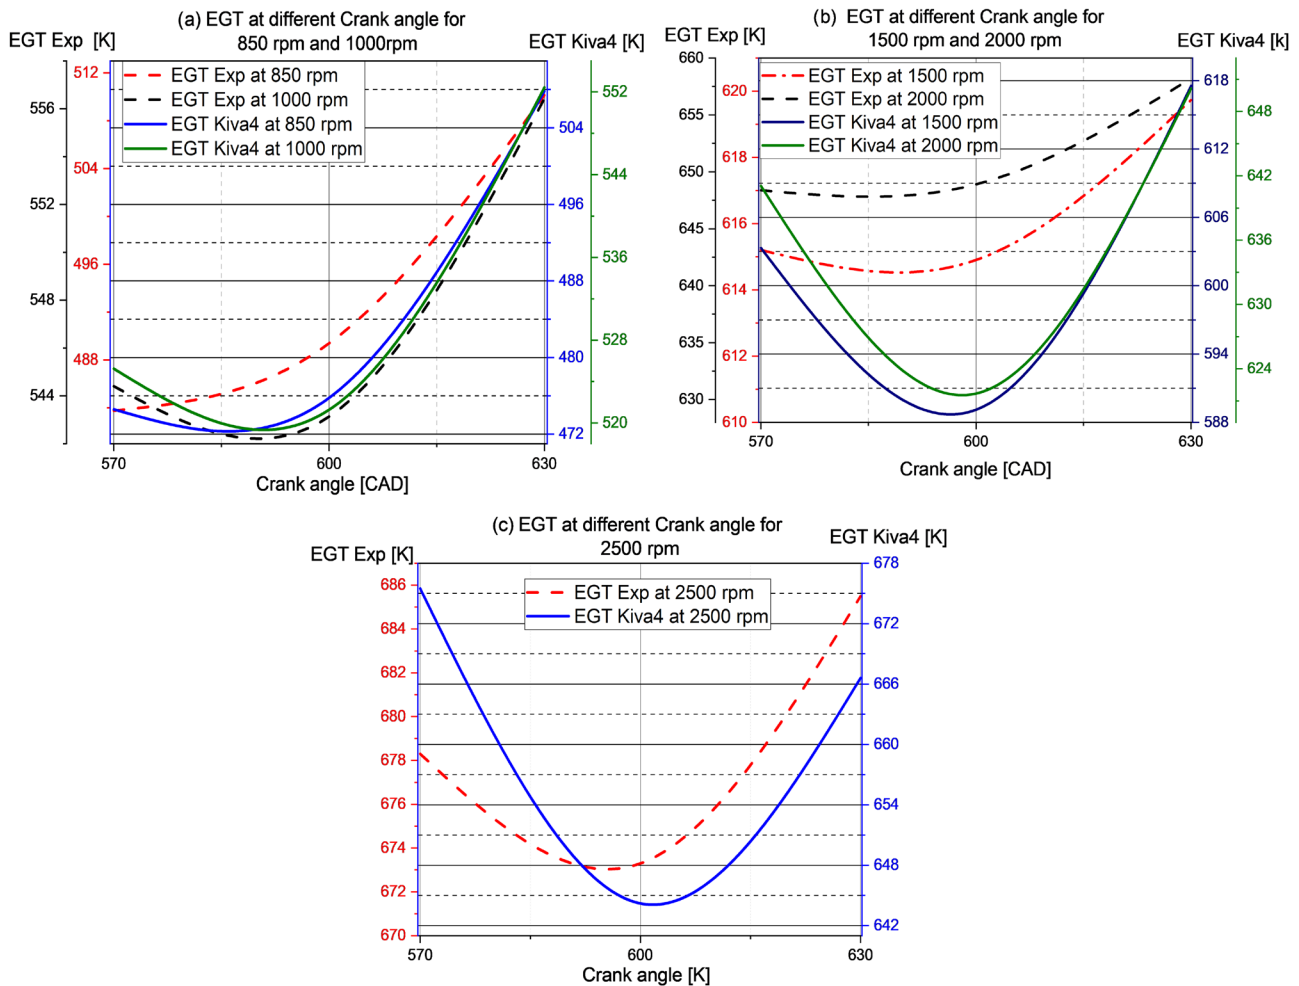 (a) EGT at different Crank angle for
850 rpm and 1000rpm
EGT Exp [K]
EGT Kiva4 [K]
EGT Exp at 850 rpm
EGT Exp at 1000 rpm
EGT Kiva4 at 850 rpm
EGT Kiva4 at 1000 rpm
556
552
548
544
512
504
496
488
504
496
488
480
472
552
544
536
528
520
570
600
630
Crank angle [CAD]
(b) EGT at different Crank angle for
1500 rpm and 2000 rpm
EGT Exp [K]
EGT Kiva4 [k]
EGT Exp at 1500 rpm
EGT Exp at 2000 rpm
EGT Kiva4 at 1500 rpm
EGT Kiva4 at 2000 rpm
660
655
650
645
640
635
630
620
618
616
614
612
610
618
612
606
600
594
588
648
642
636
630
624
570
600
630
Crank angle [CAD]
(c) EGT at different Crank angle for
2500 rpm
EGT Exp [K]
EGT Kiva4 [K]
EGT Exp at 2500 rpm
EGT Kiva4 at 2500 rpm
686
684
682
680
678
676
674
672
670
678
672
666
660
654
648
642
570
600
630
Crank angle [K]